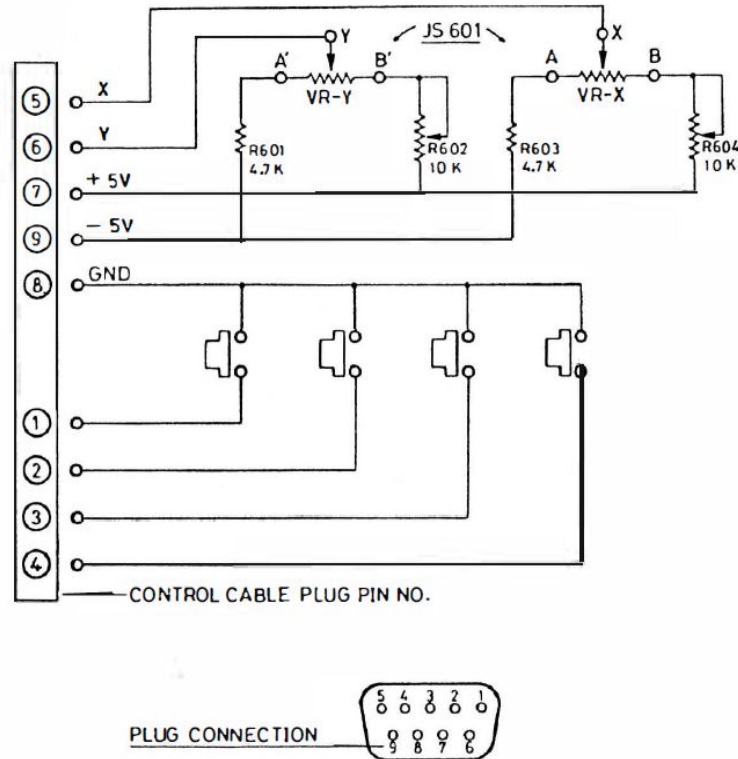 JS 601
X
Y
A'
B'
A
B
VR-Y
VR-X
5
X
6
Y
R601
4.7 K
R602
10 K
R603
4.7 K
R604
10 K
7
+ 5V
9
- 5V
8
GND
1
2
3
4
CONTROL CABLE PLUG PIN NO.
5 4 3 2 1
PLUG CONNECTION
9 8 7 6